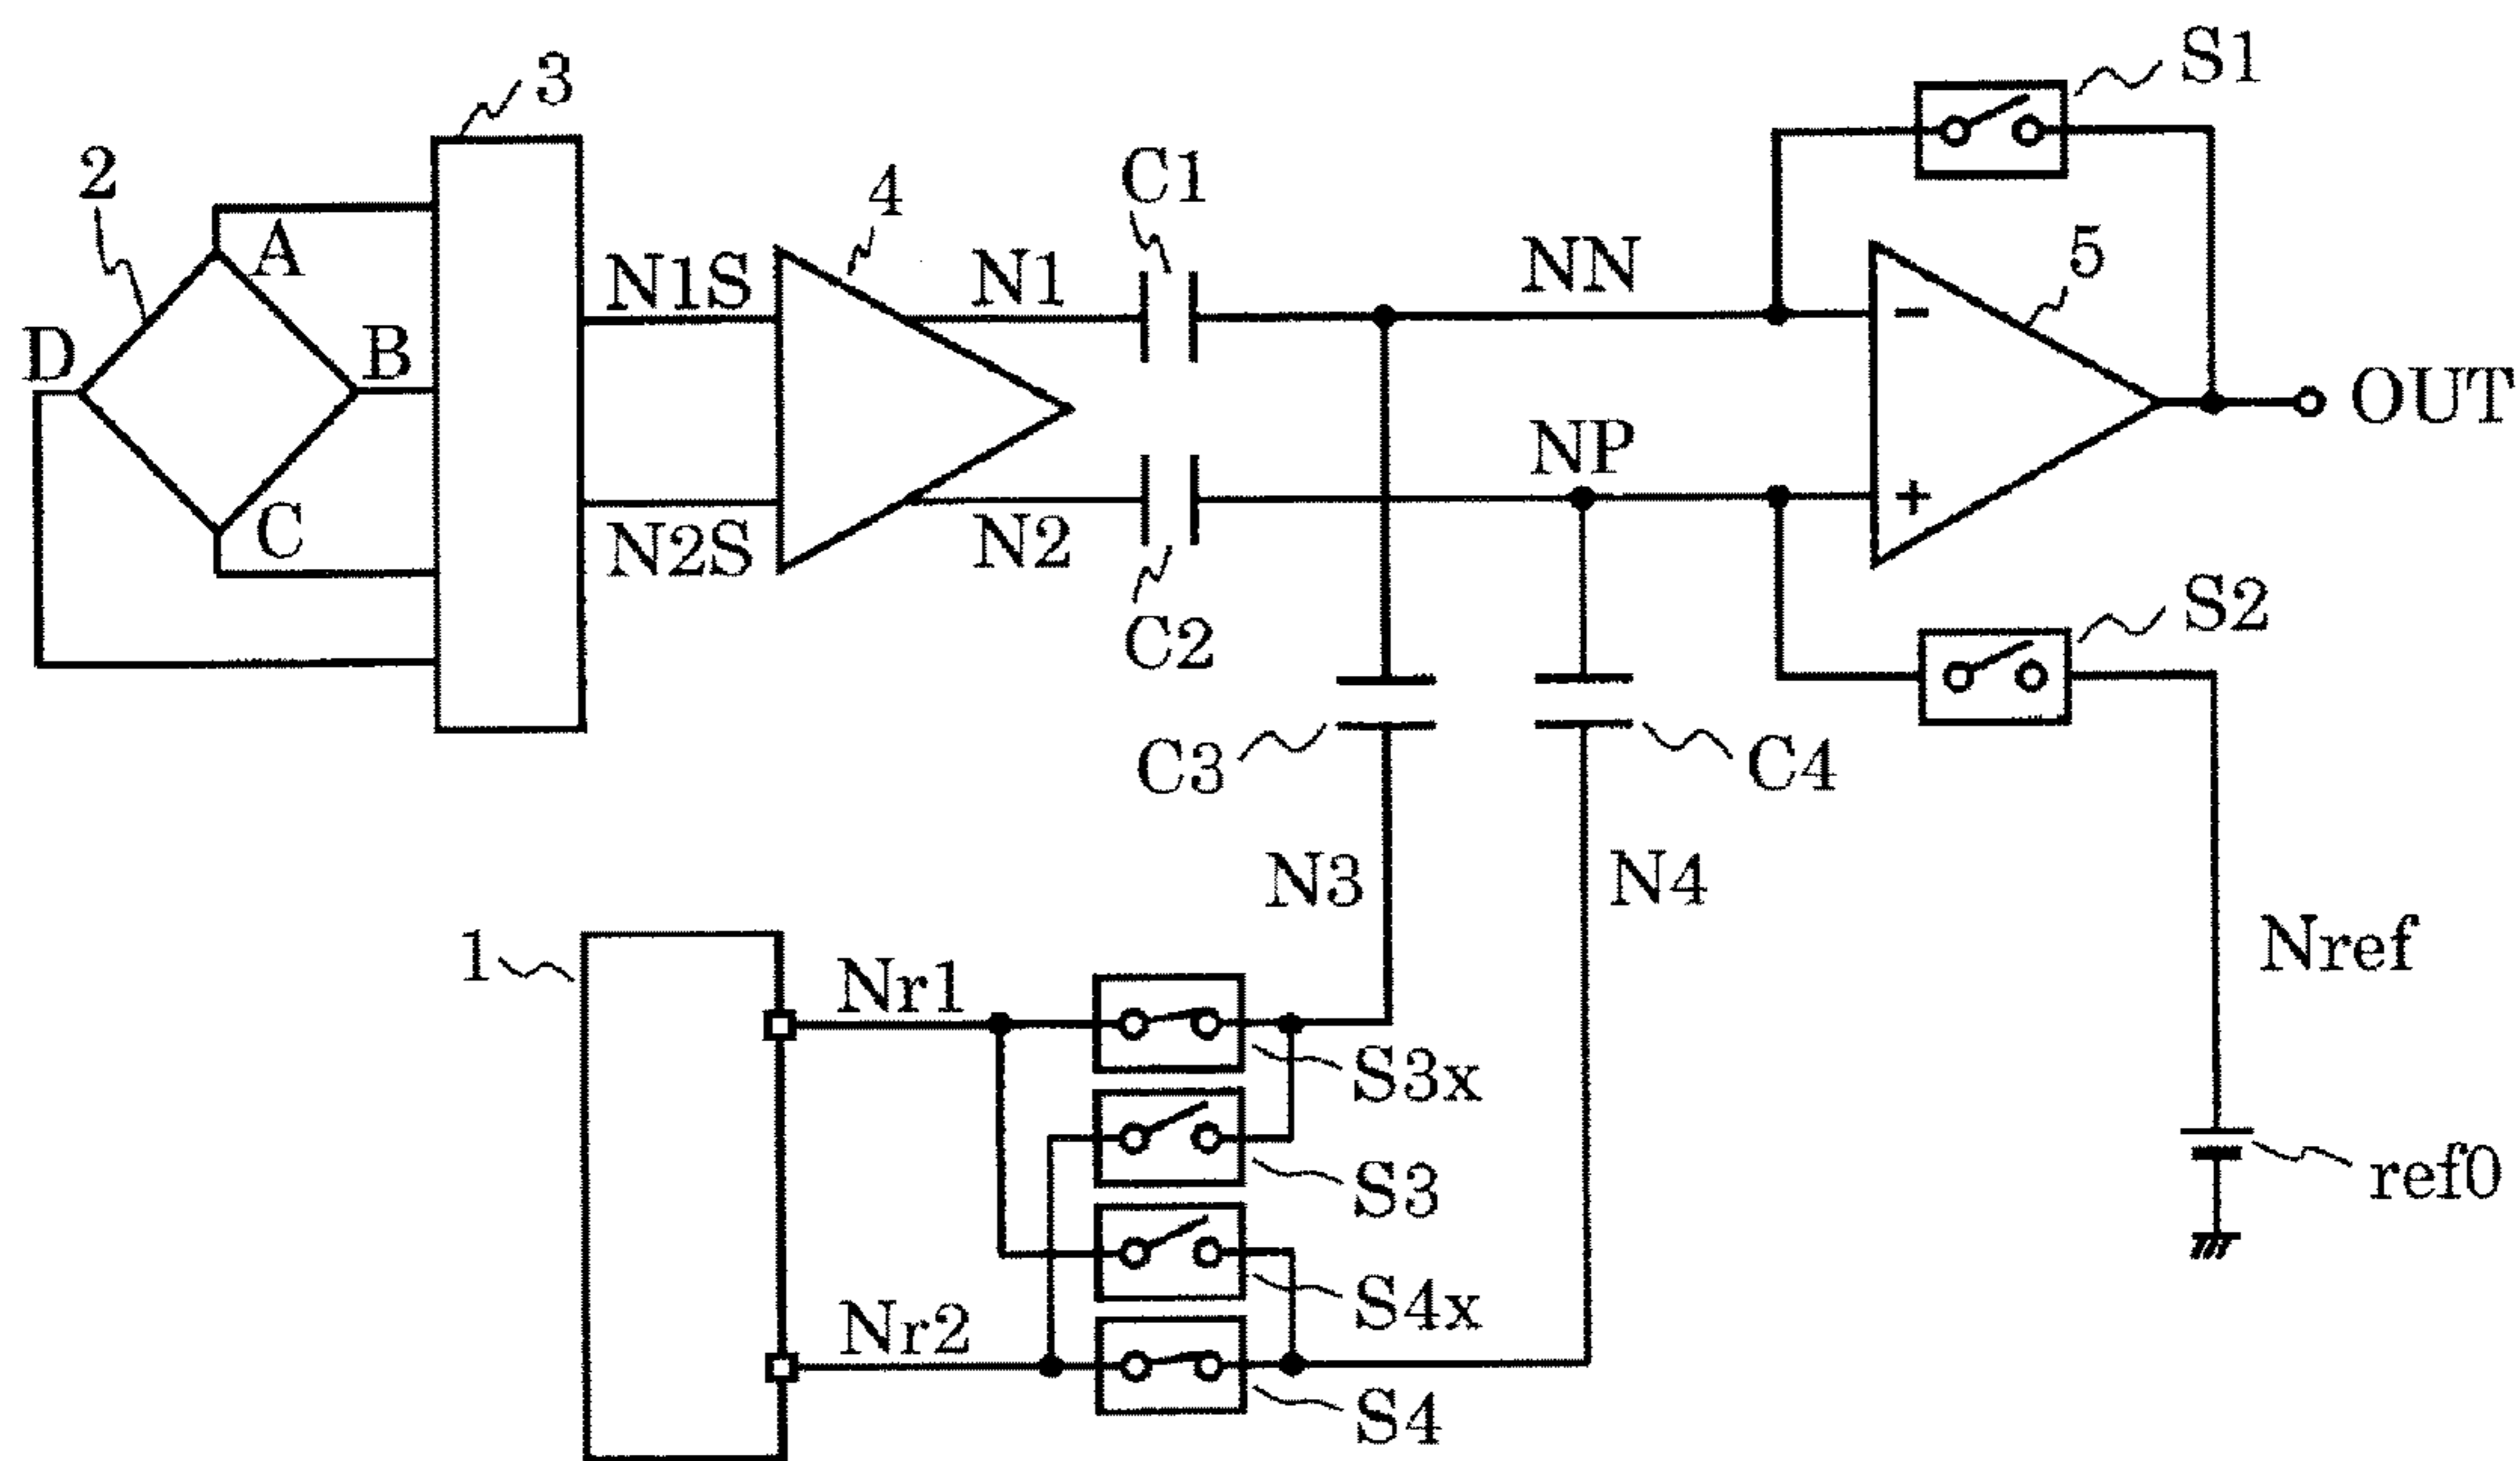 S1
3
2
4
C1
A
N1S
N1
NN
5
D
B
OUT
NP
C
N2S
N2
S2
C2
C3
C4
N3
N4
Nref
1
Nr1
S3x
S3
ref0
S4x
Nr2
S4
-
+